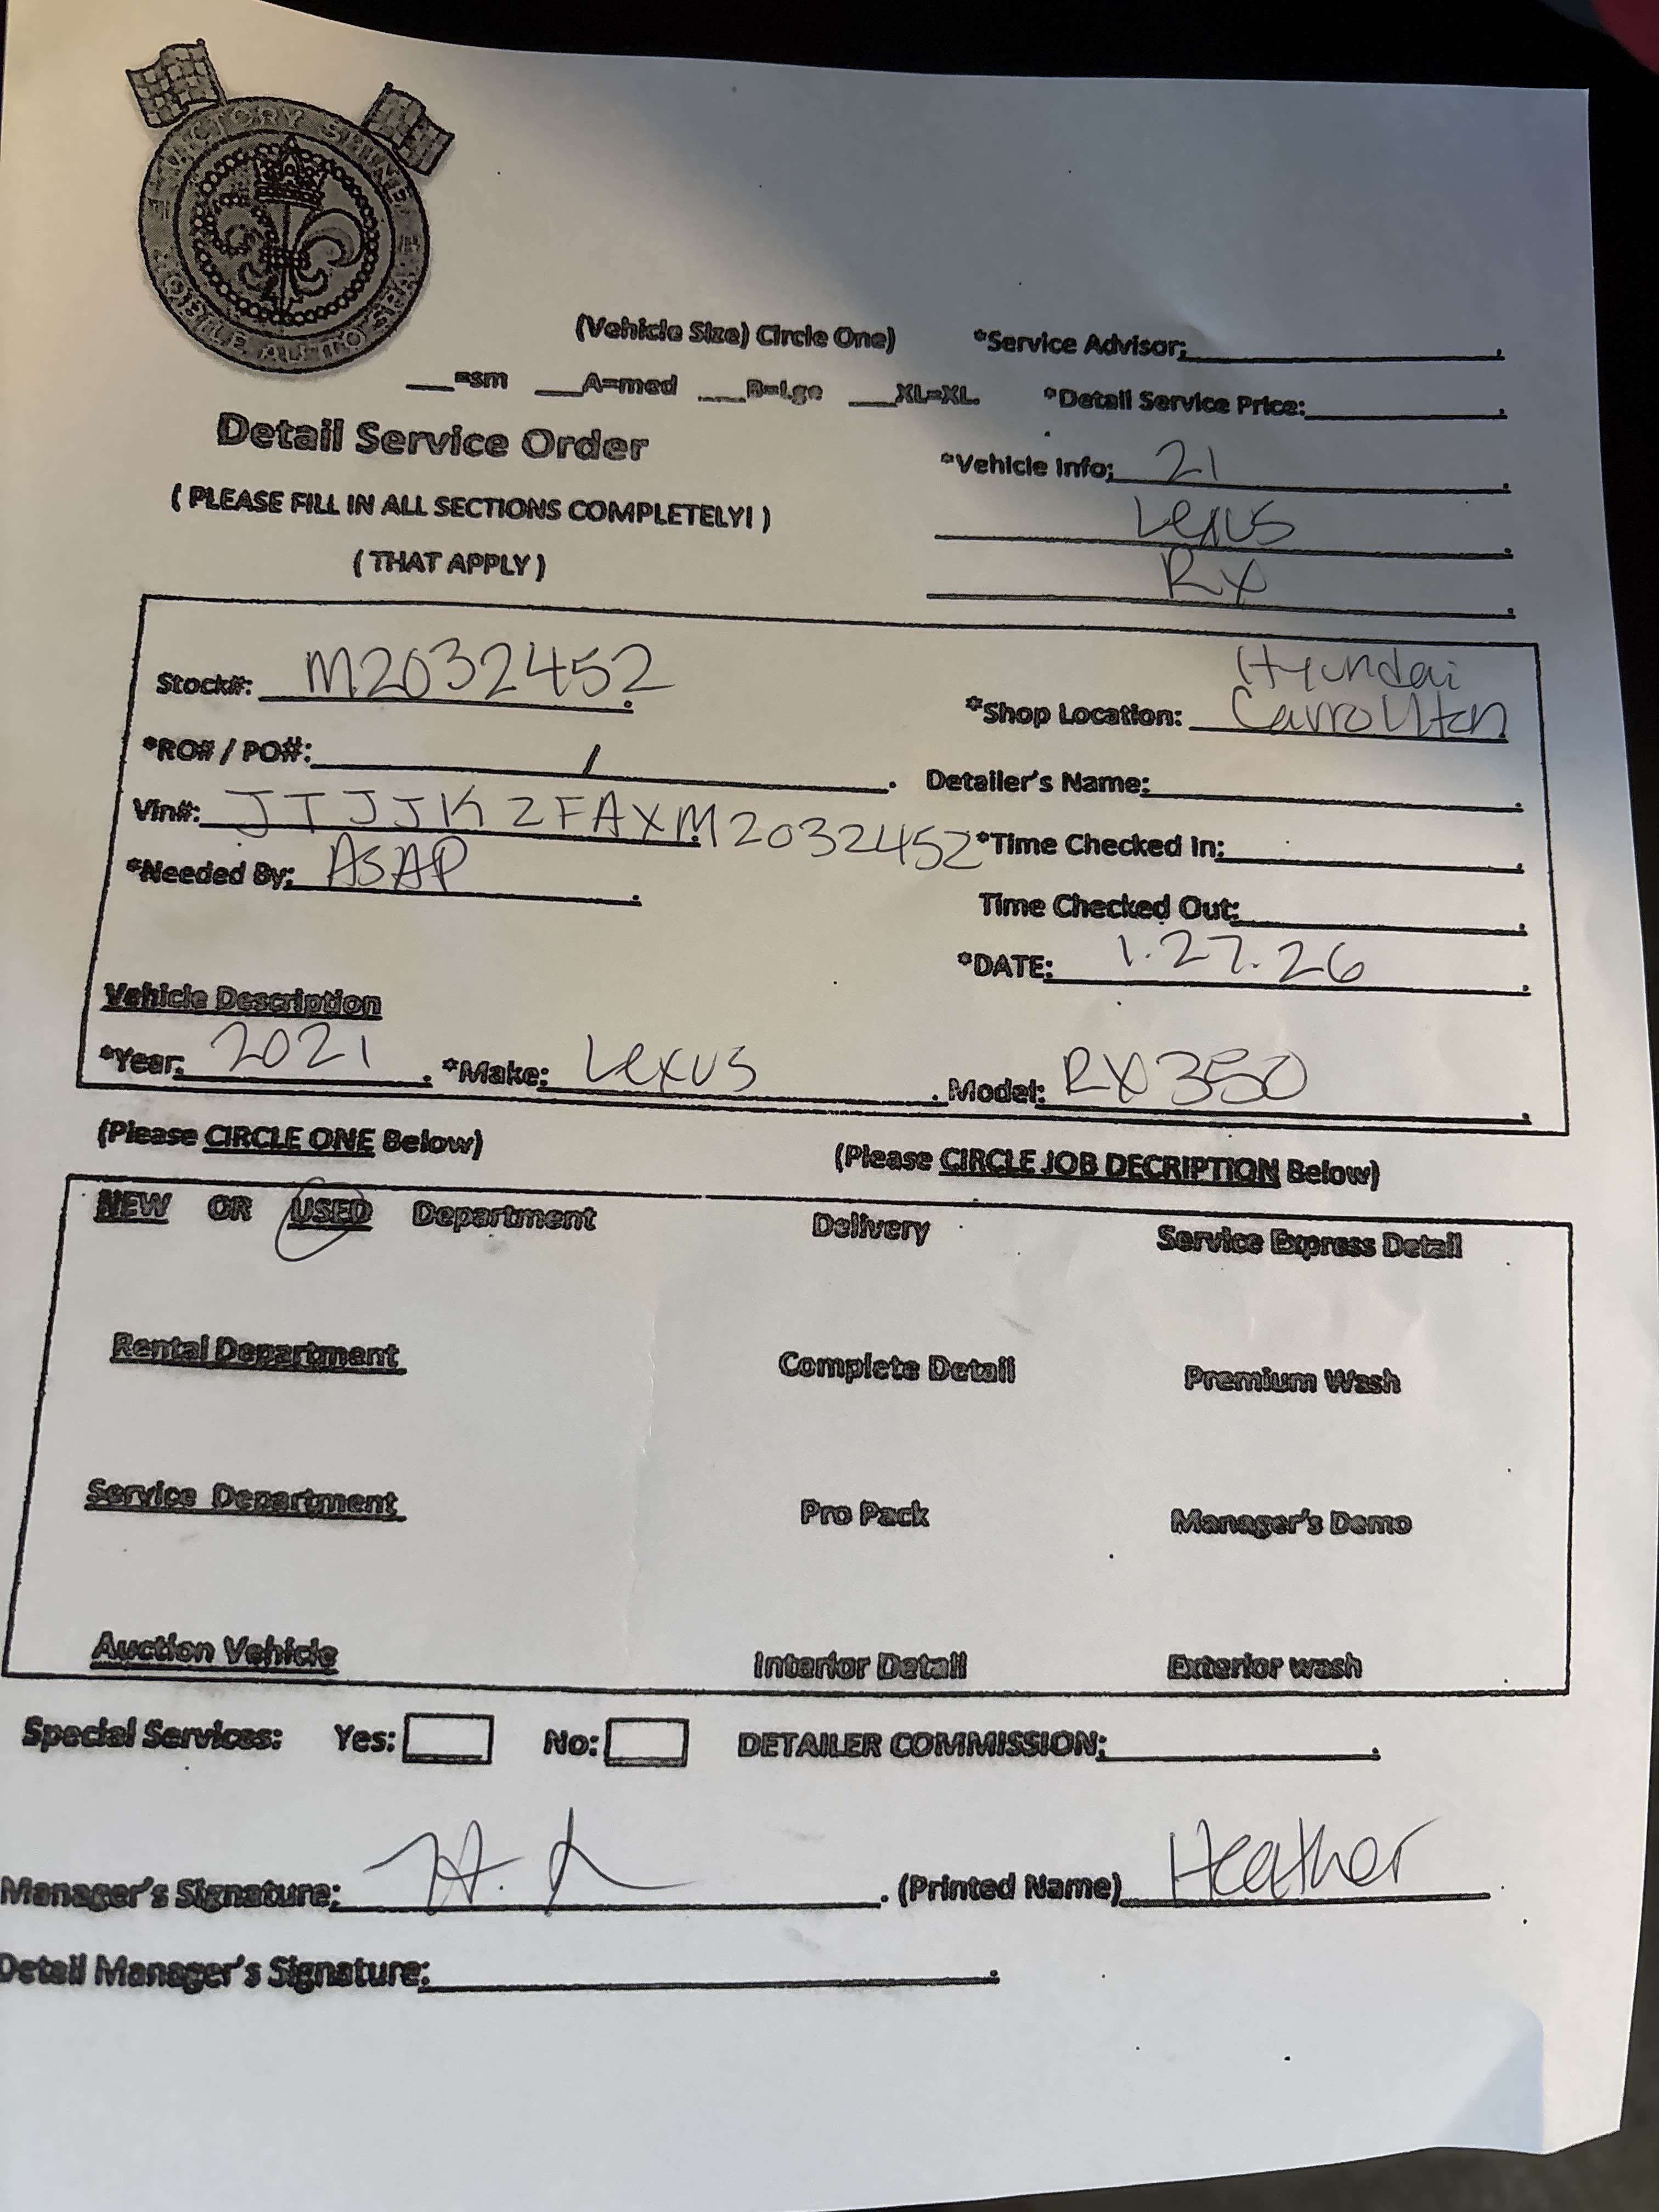 VICTORY SHINE
MOBILE AUTO SPA
(Vehicle Size) Circle One) *Service Advisor:
___=sm ___A=med ___B=Lge ___XL=XL. *Detail Service Price:
Detail Service Order
*Vehicle Info: 21
( PLEASE FILL IN ALL SECTIONS COMPLETELY! )
Lexus
( THAT APPLY )
RX
Stock#: M2032452
*Shop Location: Hyundai
Carrollton
*RO# / PO#: /
Detailer's Name:
Vin#: JTJJKZFAXM2032452
*Time Checked In:
*Needed By: ASAP
Time Checked Out:
*DATE: 1.27.26
Vehicle Description
*Year: 2021. *Make: Lexus. Model: RX350
(Please CIRCLE ONE Below) (Please CIRCLE JOB DECRIPTION Below)
NEW OR USED Department Delivery Service Express Detail
Rental Department Complete Detail Premium Wash
Service Department Pro Pack Manager's Demo
Auction Vehicle Interior Detail Exterior wash
Special Services: Yes: No: DETAILER COMMISSION:
Manager's Signature: H. (Printed Name) Heather
Detail Manager's Signature: